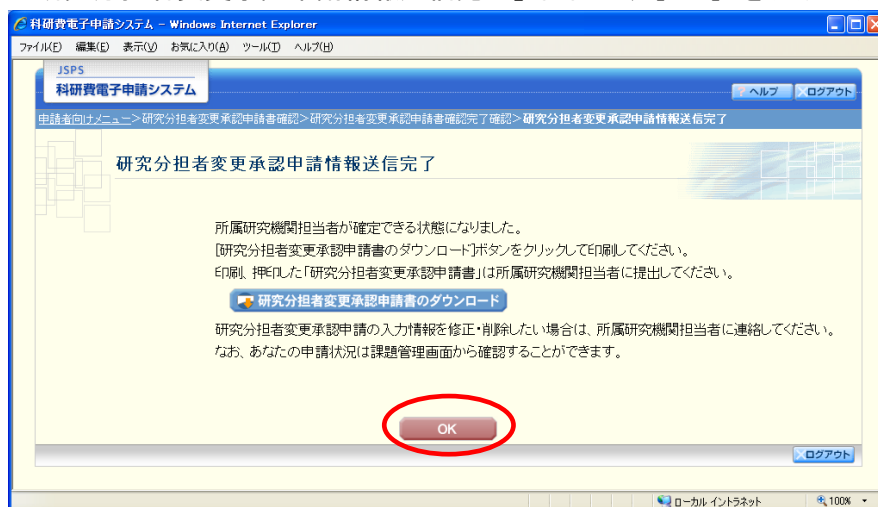 科研費電子申請システム - Windows Internet Explorer
ファイル(F) 編集(E) 表示(V) お気に入り(A) ツール(T) ヘルプ(H)
JSPS
科研費電子申請システム
? ヘルプ ×ログアウト
申請者向けメニュー>研究分担者変更承認申請書確認>研究分担者変更承認申請書確認完了確認>研究分担者変更承認申請情報送信完了
研究分担者変更承認申請情報送信完了
所属研究機関担当者が確定できる状態になりました。
[研究分担者変更承認申請書のダウンロード]ボタンをクリックして印刷してください。
印刷、押印した「研究分担者変更承認申請書」は所属研究機関担当者に提出してください。
研究分担者変更承認申請書のダウンロード
研究分担者変更承認申請の入力情報を修正・削除したい場合は、所属研究機関担当者に連絡してください。
なお、あなたの申請状況は課題管理画面から確認することができます。
OK
×ログアウト
ローカル イントラネット 100%